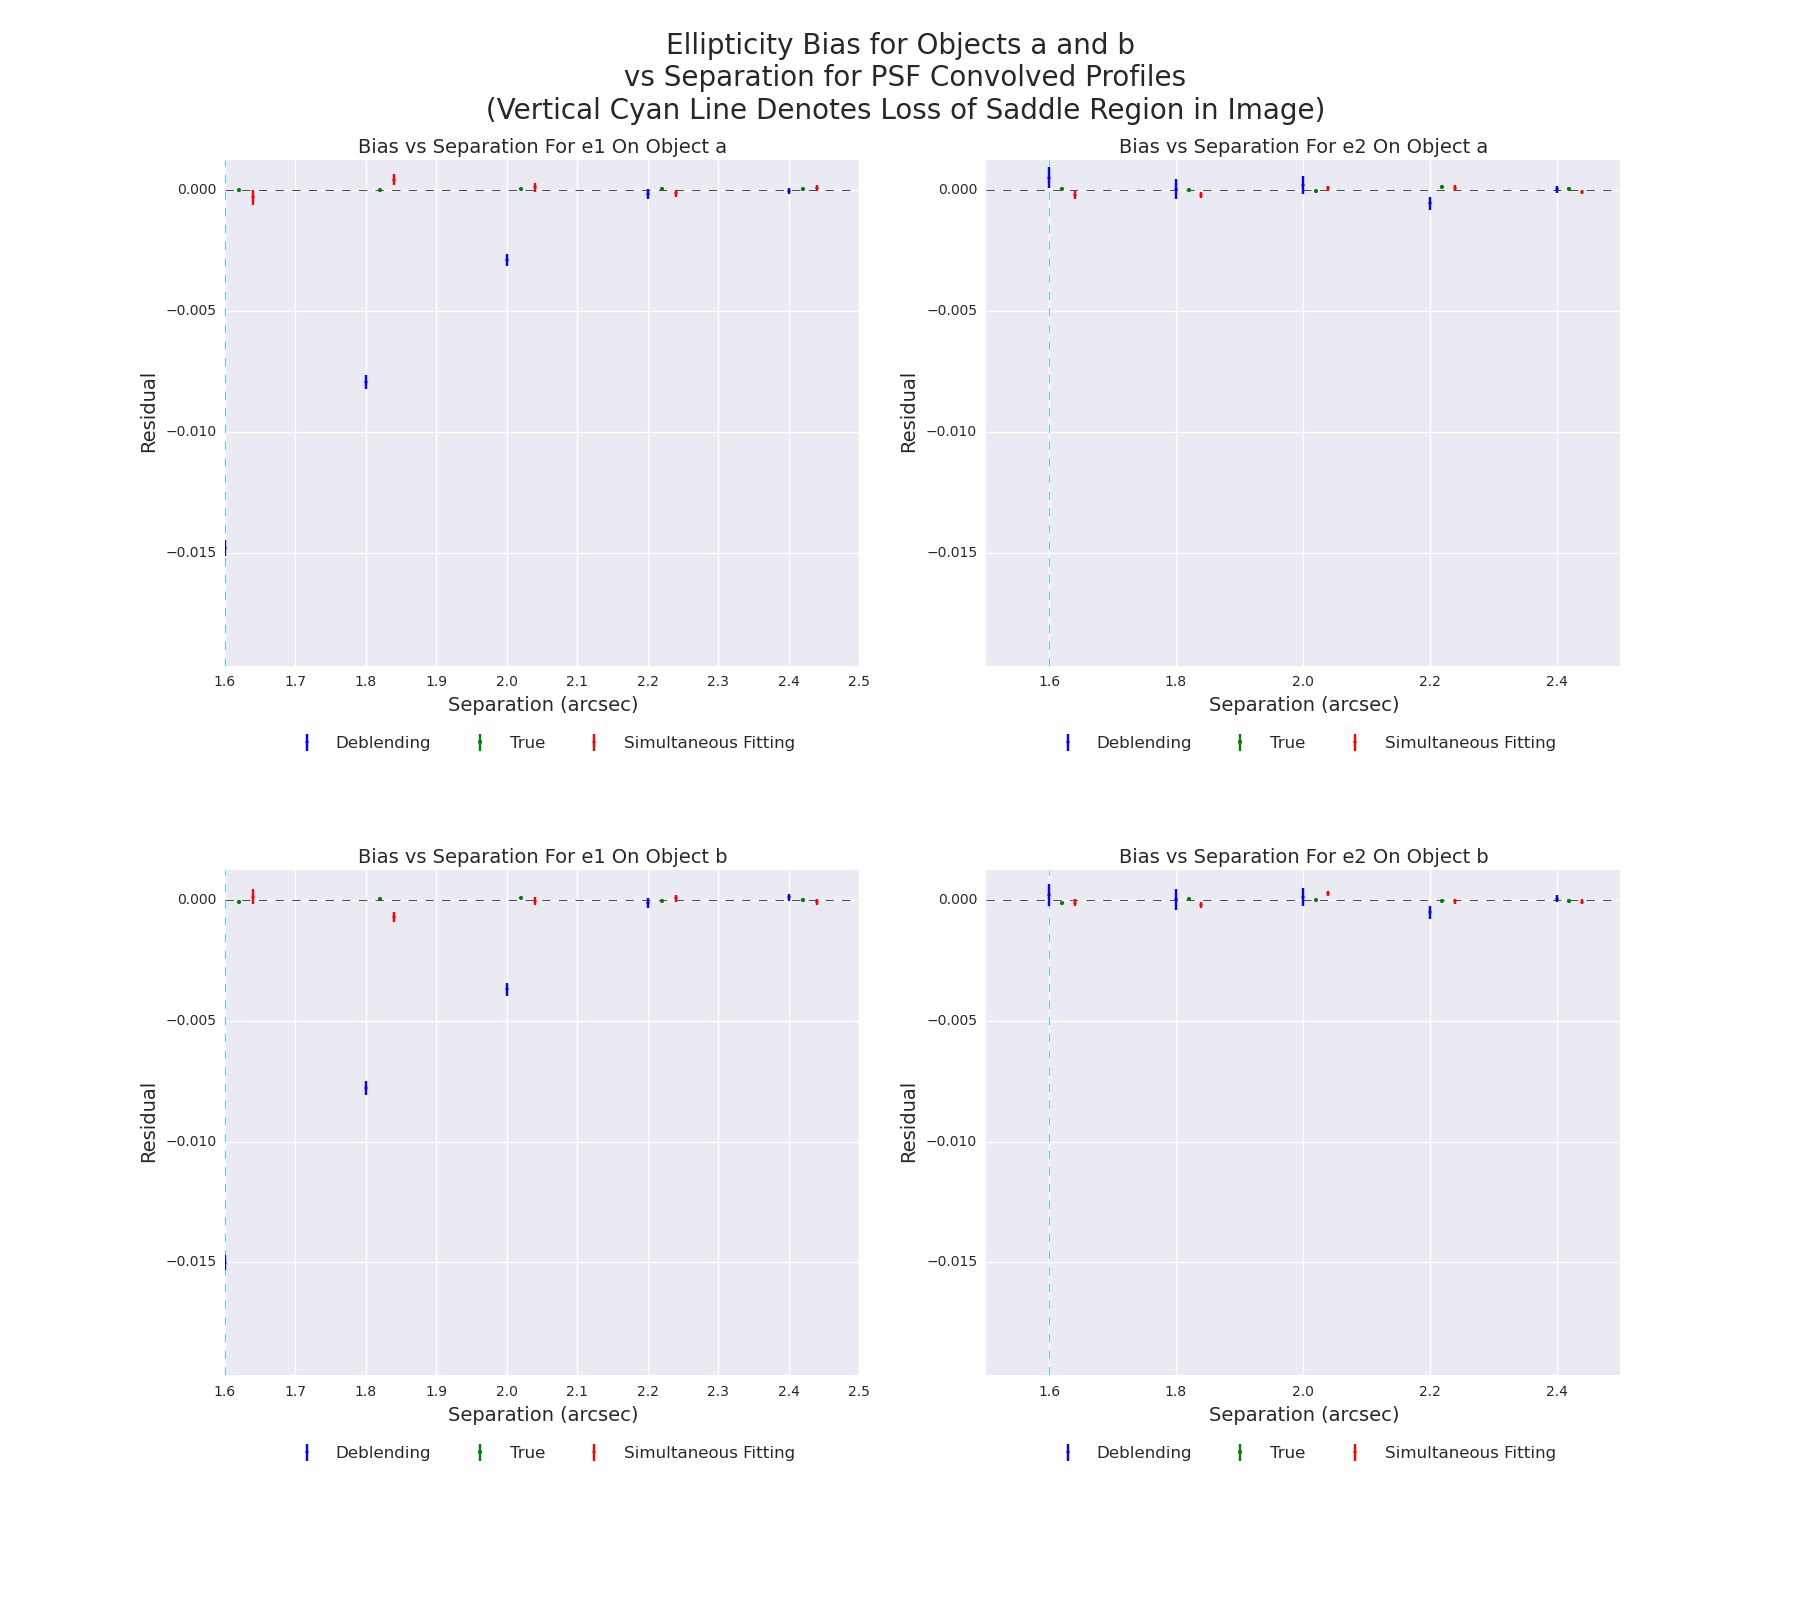 Ellipticity Bias for Objects a and b
vs Separation for PSF Convolved Profiles
(Vertical Cyan Line Denotes Loss of Saddle Region in Image)
Bias vs Separation For e1 On Object a
0.000
−0.005
−0.010
−0.015
Residual
1.6 1.7 1.8 1.9 2.0 2.1 2.2 2.3 2.4 2.5
Separation (arcsec)
Deblending True Simultaneous Fitting
Bias vs Separation For e2 On Object a
0.000
−0.005
−0.010
−0.015
Residual
1.6 1.8 2.0 2.2 2.4
Separation (arcsec)
Deblending True Simultaneous Fitting
Bias vs Separation For e1 On Object b
0.000
−0.005
−0.010
−0.015
Residual
1.6 1.7 1.8 1.9 2.0 2.1 2.2 2.3 2.4 2.5
Separation (arcsec)
Deblending True Simultaneous Fitting
Bias vs Separation For e2 On Object b
0.000
−0.005
−0.010
−0.015
Residual
1.6 1.8 2.0 2.2 2.4
Separation (arcsec)
Deblending True Simultaneous Fitting